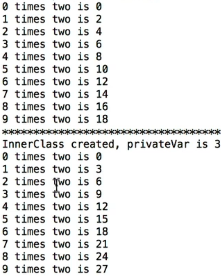 0 times two is 0
1 times two is 2
2 times two is 4
3 times two is 6
4 times two is 8
5 times two is 10
6 times two is 12
7 times two is 14
8 times two is 16
9 times two is 18
***********************************
InnerClass created, privateVar is 3
0 times two is 0
1 times two is 3
2 times two is 6
3 times two is 9
4 times two is 12
5 times two is 15
6 times two is 18
7 times two is 21
8 times two is 24
9 times two is 27